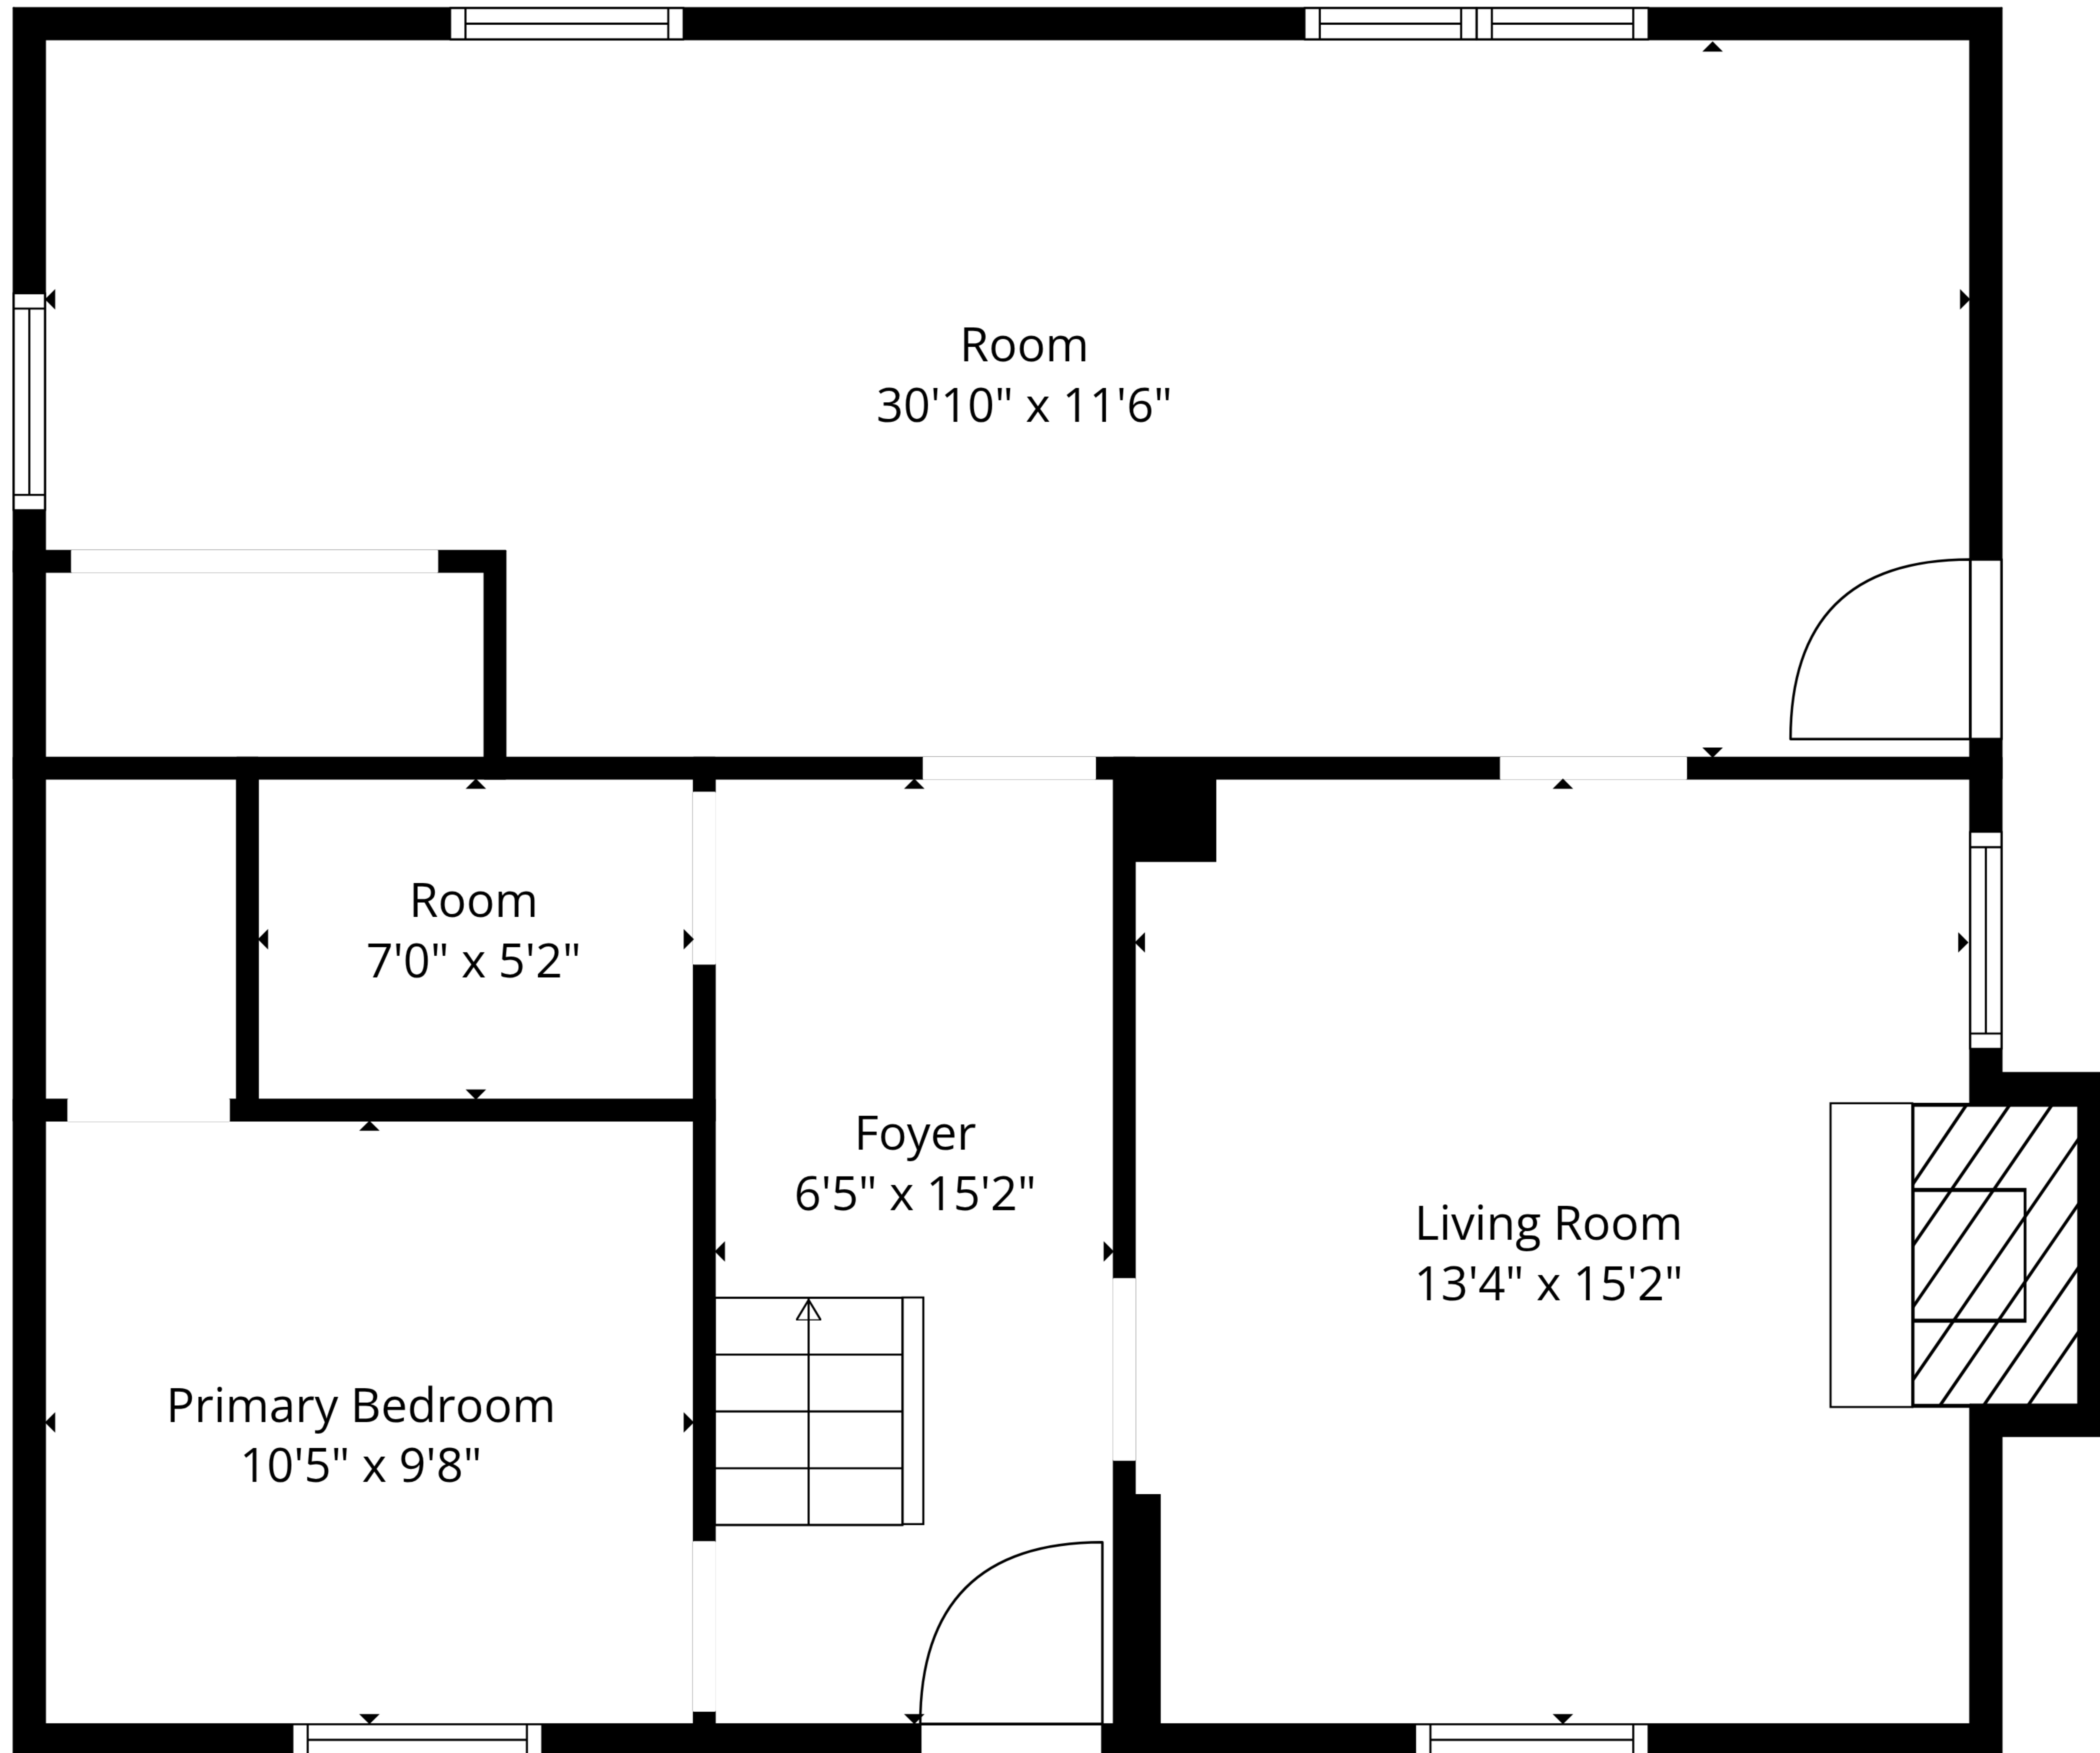 Room
30'10" x 11'6"
Room
7'0" x 5'2"
Foyer
6'5" x 15'2"
Living Room
13'4" x 15'2"
Primary Bedroom
10'5" x 9'8"